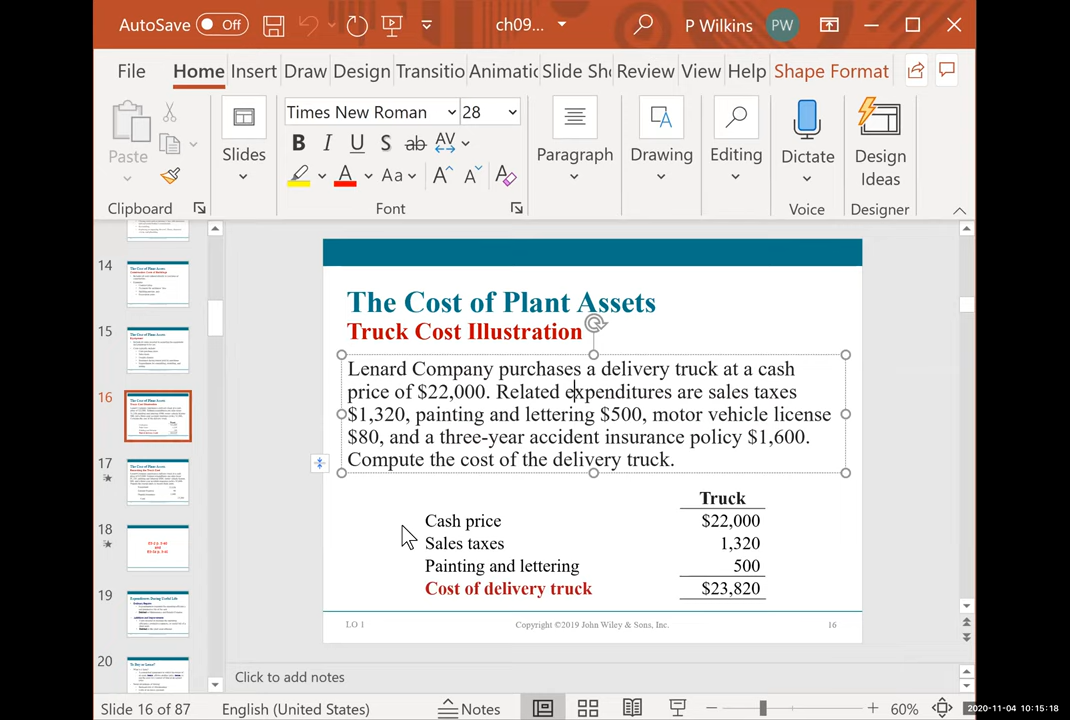 AutoSave Off ch09... P Wilkins PW
File Home Insert Draw Design Transitio Animatic Slide Sho Review View Help Shape Format
Times New Roman 28
Paste Slides B I U S ab AV Paragraph Drawing Editing Dictate Design Ideas
A Aa A A A
Clipboard Font Voice Designer
14
15
16
17
18
19
20
The Cost of Plant Assets
Truck Cost Illustration
Lenard Company purchases a delivery truck at a cash
price of $22,000. Related expenditures are sales taxes
$1,320, painting and lettering $500, motor vehicle license
$80, and a three-year accident insurance policy $1,600.
Compute the cost of the delivery truck.
Truck
Cash price $22,000
Sales taxes 1,320
Painting and lettering 500
Cost of delivery truck $23,820
LO 1 Copyright ©2019 John Wiley & Sons, Inc. 16
Click to add notes
Slide 16 of 87 English (United States) Notes 60% 2020-11-04 10:15:18